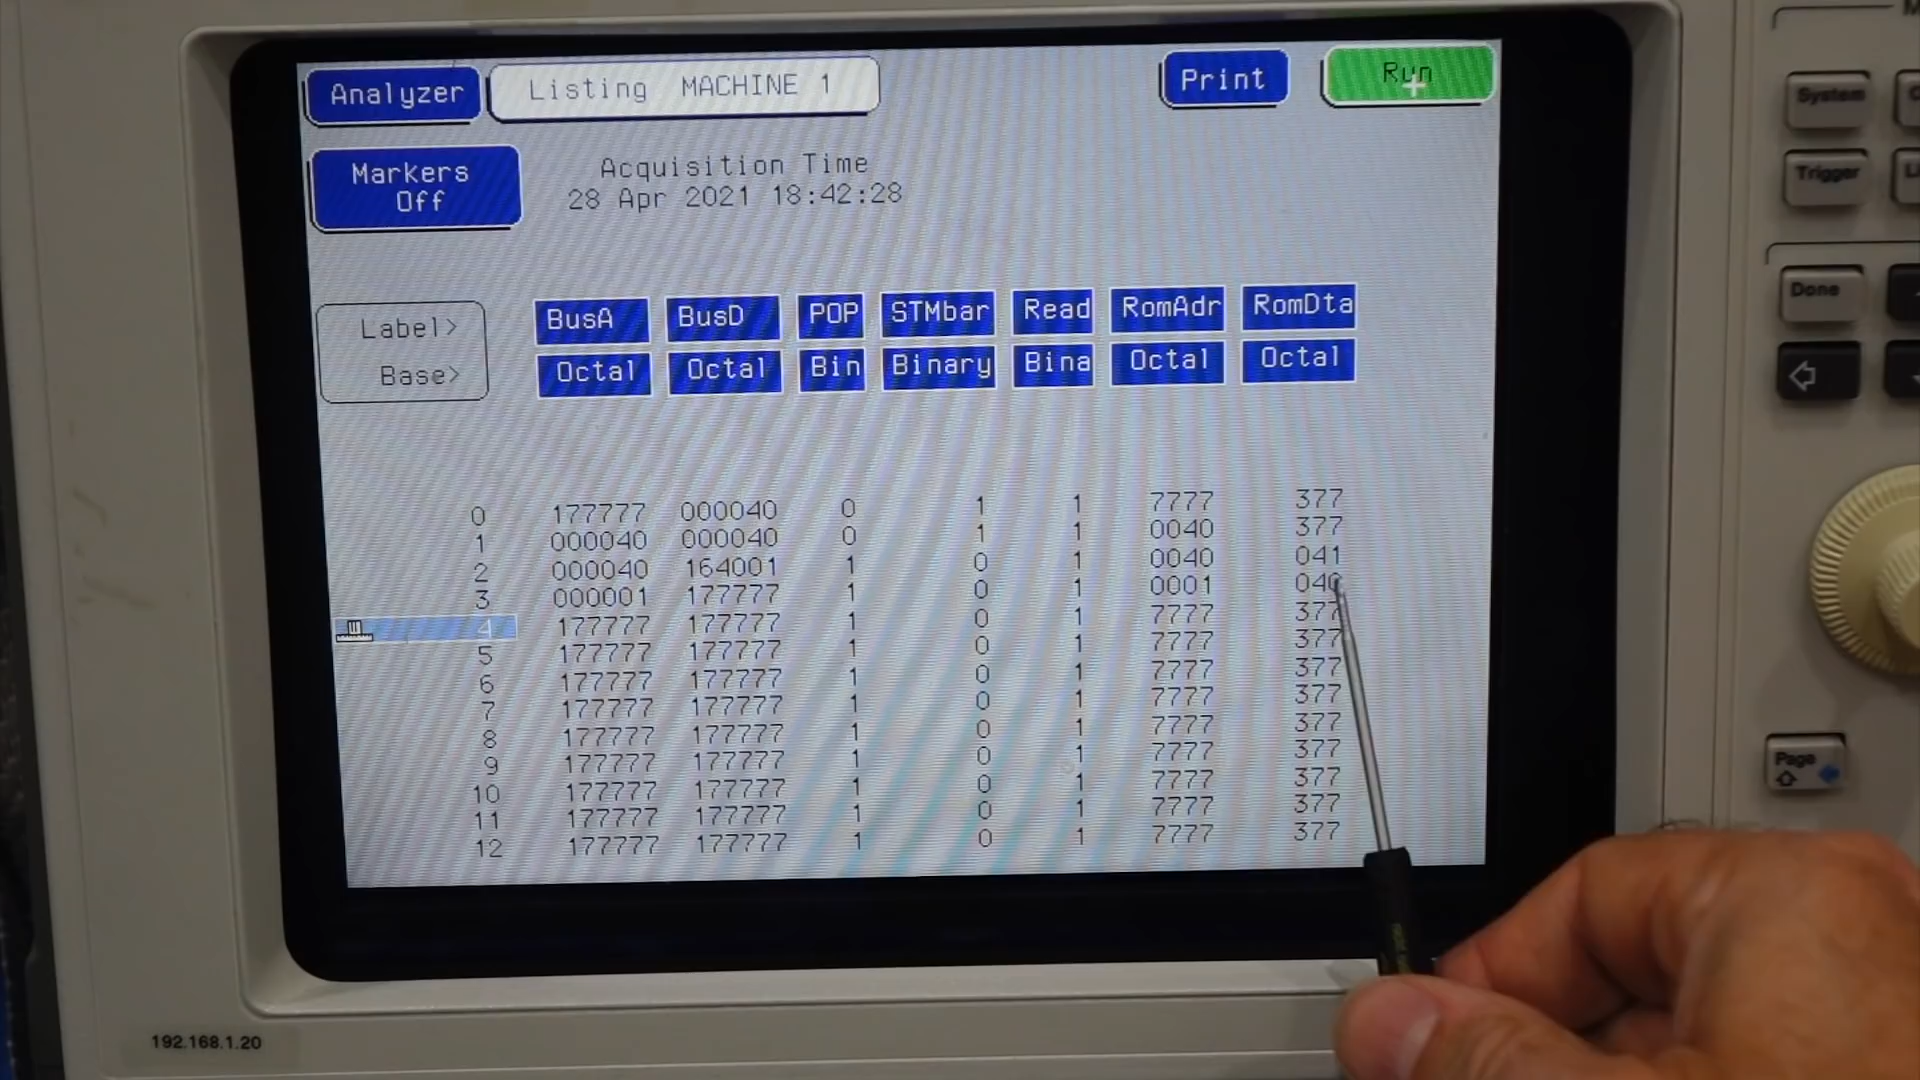 Analyzer Listing MACHINE 1 Print Run
Markers Off
Acquisition Time
28 Apr 2021 18:42:28
Label> BusA BusD POP STMbar Read RomAdr RomDta
Base> Octal Octal Bin Binary Bina Octal Octal
0 177777 000040 0 1 1 7777 377
1 000040 000040 0 1 1 0040 377
2 000040 164001 1 0 1 0040 041
3 000001 177777 1 0 1 0001 040
4 177777 177777 1 0 1 7777 377
5 177777 177777 1 0 1 7777 377
6 177777 177777 1 0 1 7777 377
7 177777 177777 1 0 1 7777 377
8 177777 177777 1 0 1 7777 377
9 177777 177777 1 0 1 7777 377
10 177777 177777 1 0 1 7777 377
11 177777 177777 1 0 1 7777 377
12 177777 177777 1 0 1 7777 377
System
Trigger
Done
Page
192.168.1.20